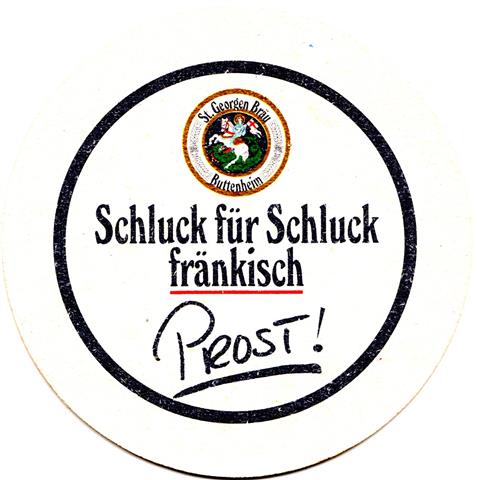 St. Georgen Bräu
Buttenheim
Schluck für Schluck
fränkisch
PROST!